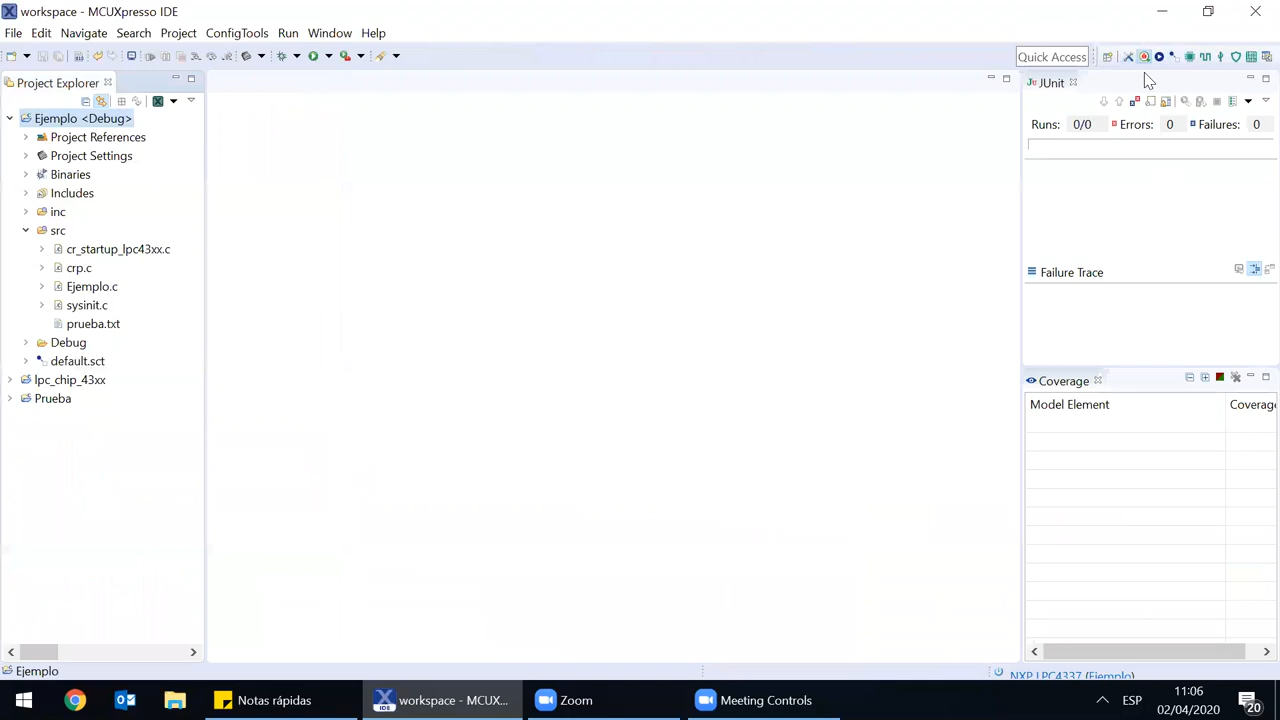 workspace - MCUXpresso IDE
File Edit Navigate Search Project ConfigTools Run Window Help
Quick Access
Project Explorer
JUnit
Ejemplo <Debug>
Runs: 0/0 Errors: 0 Failures: 0
Project References
Project Settings
Binaries
Includes
inc
src
cr_startup_lpc43xx.c
crp.c
Failure Trace
Ejemplo.c
sysinit.c
prueba.txt
Debug
default.sct
lpc_chip_43xx
Coverage
Prueba
Model Element Coverage
Ejemplo
NXP LPC4337 (Ejemplo)
Notas rápidas
workspace - MCUX...
Zoom
Meeting Controls
ESP
11:06
02/04/2020
20